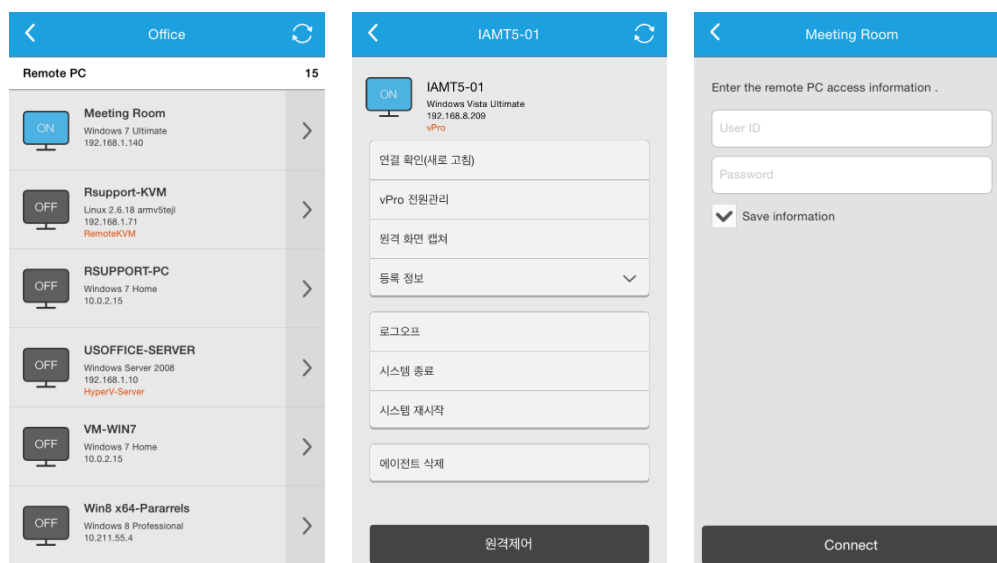 Office
Remote PC 15
ON
Meeting Room
Windows 7 Ultimate
192.168.1.140
OFF
Rsupport-KVM
Linux 2.6.18 armv5tejl
192.168.1.71
RemoteKVM
OFF
RSUPPORT-PC
Windows 7 Home
10.0.2.15
OFF
USOFFICE-SERVER
Windows Server 2008
192.168.1.10
HyperV-Server
OFF
VM-WIN7
Windows 7 Home
10.0.2.15
OFF
Win8 x64-Pararrels
Windows 8 Professional
10.211.55.4
IAMT5-01
ON
IAMT5-01
Windows Vista Ultimate
192.168.8.209
vPro
연결 확인(새로 고침)
vPro 전원관리
원격 화면 캡쳐
등록 정보
로그오프
시스템 종료
시스템 재시작
에이전트 삭제
원격제어
Meeting Room
Enter the remote PC access information .
User ID
Password
Save information
Connect